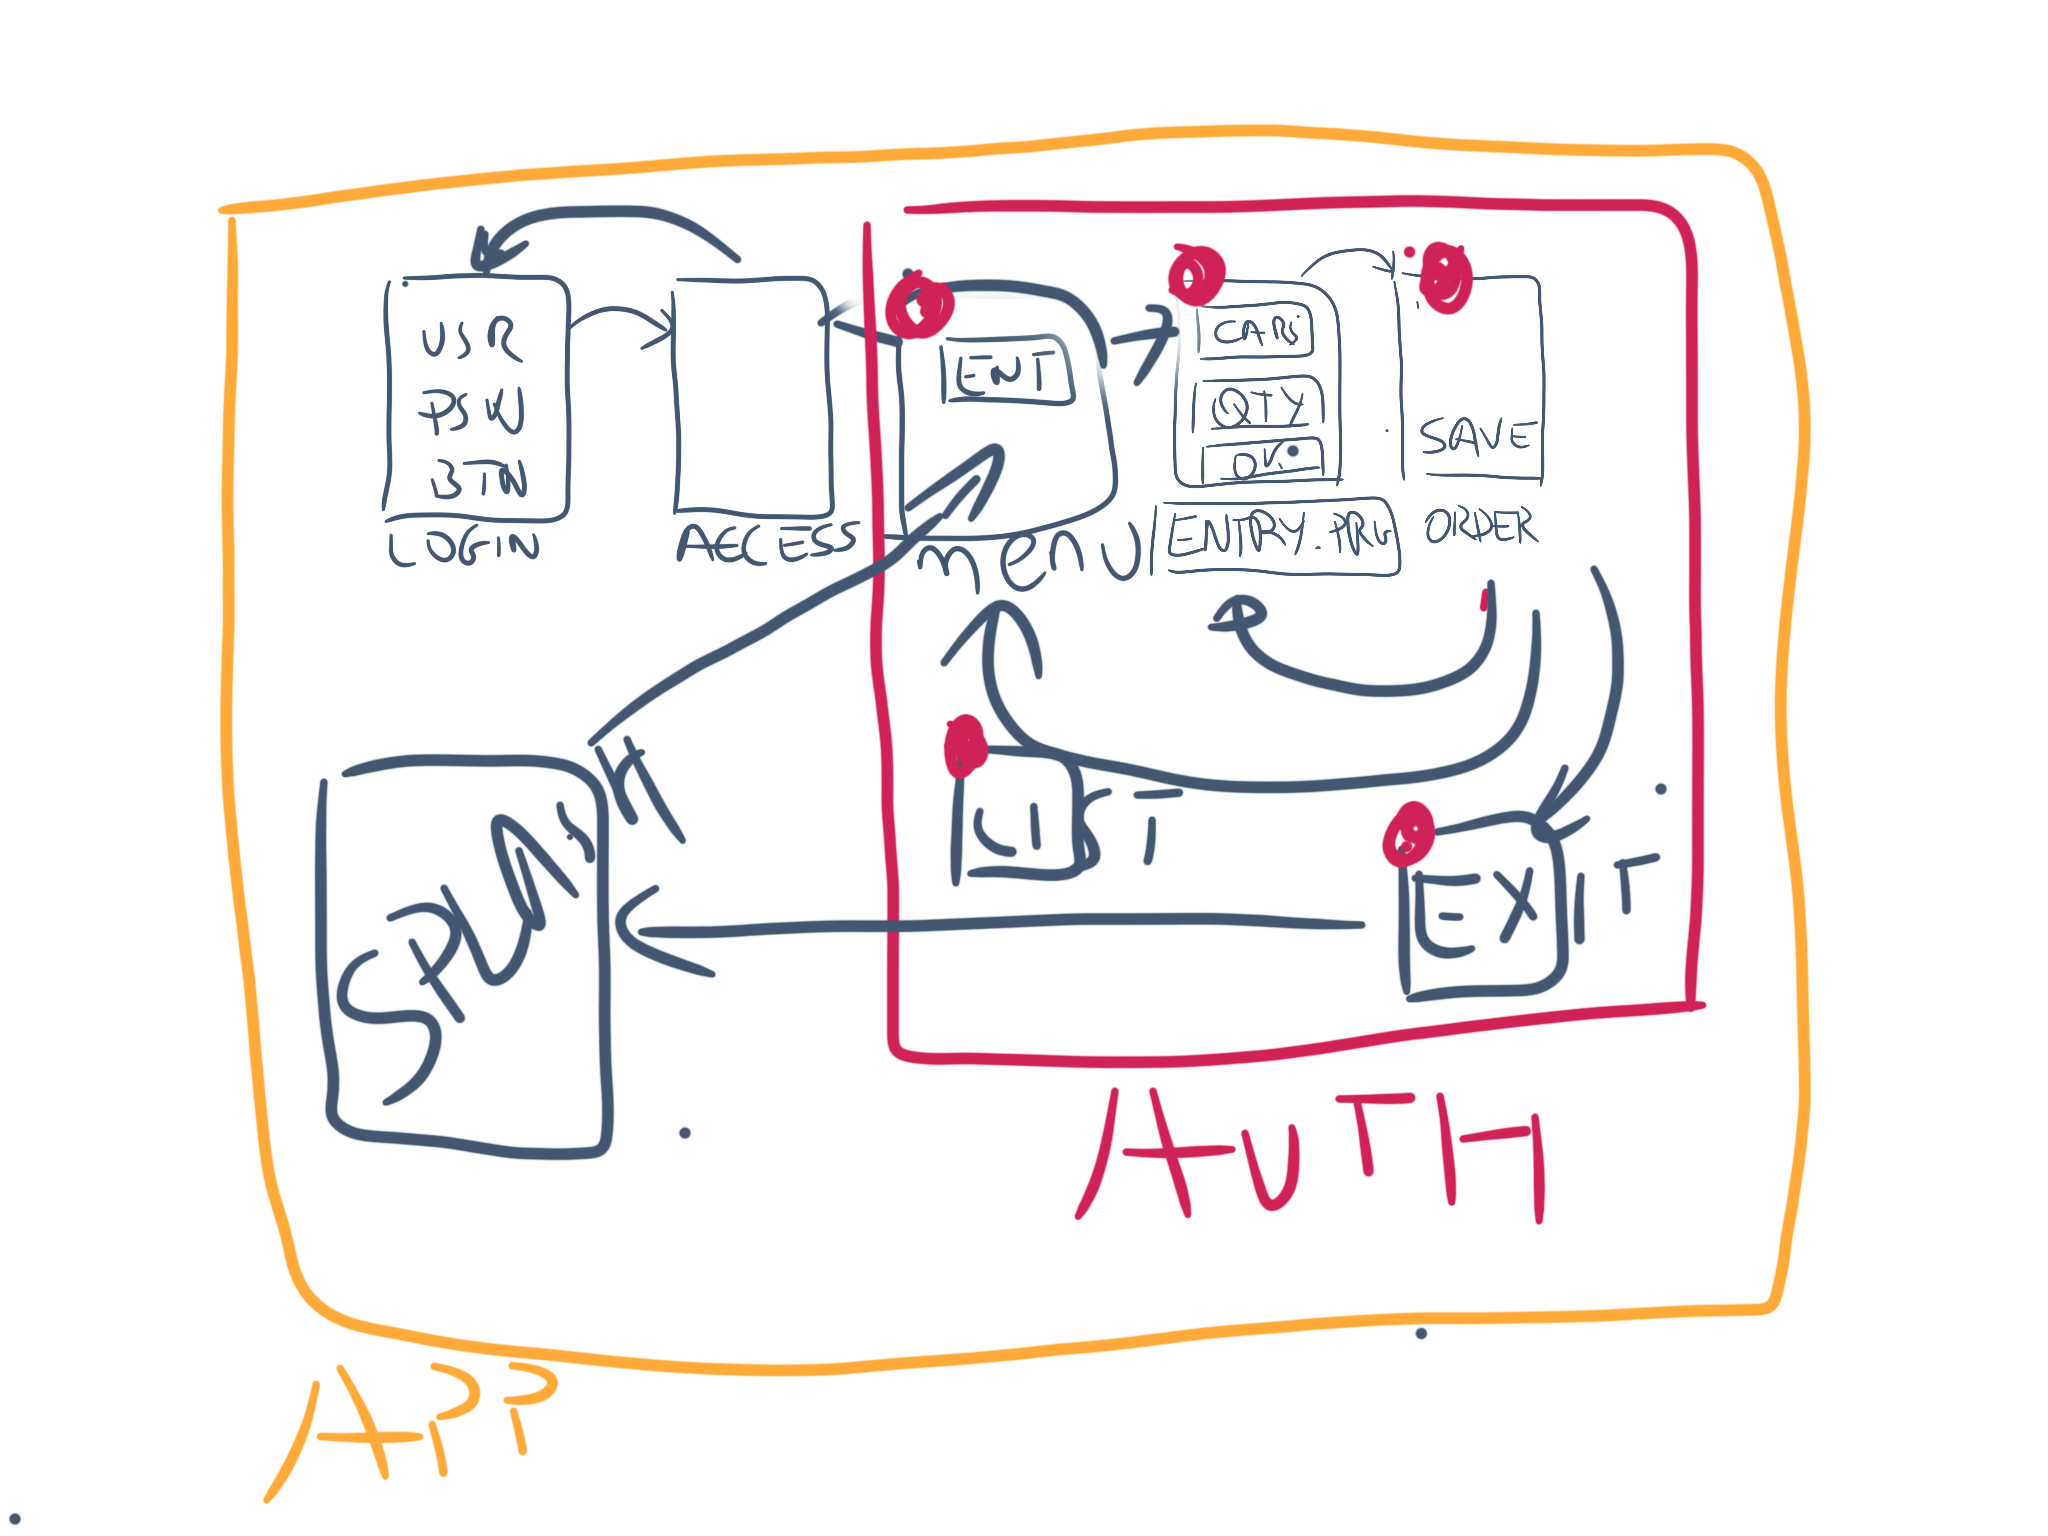 USR
PSW
BTN
LOGIN
ACCESS
ENT
menu
CARS
QTY
OK
ENTRY.PRG
SAVE
ORDER
SPLASH
LIST
EXIT
AUTH
APP